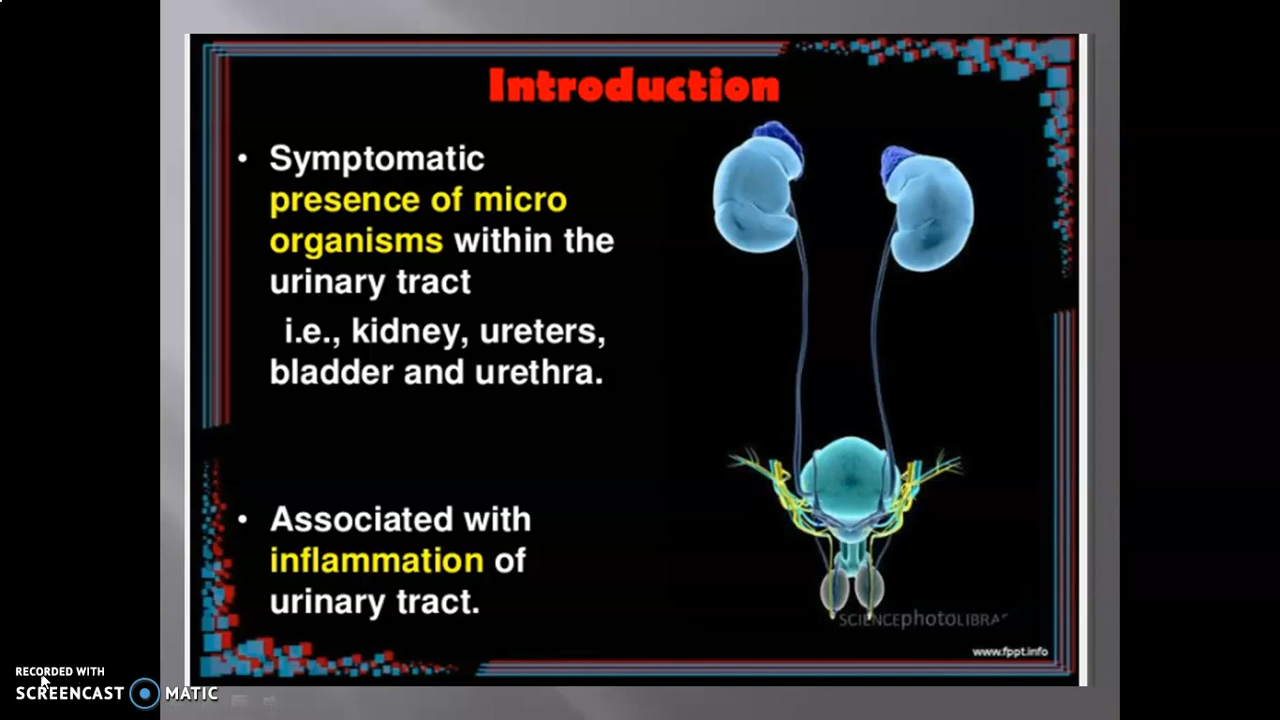 Introduction
• Symptomatic
presence of micro
organisms within the
urinary tract
i.e., kidney, ureters,
bladder and urethra.
• Associated with
inflammation of
urinary tract.
SCIENCEphotoLIBRA
www.fppt.info
RECORDED WITH
SCREENCAST MATIC